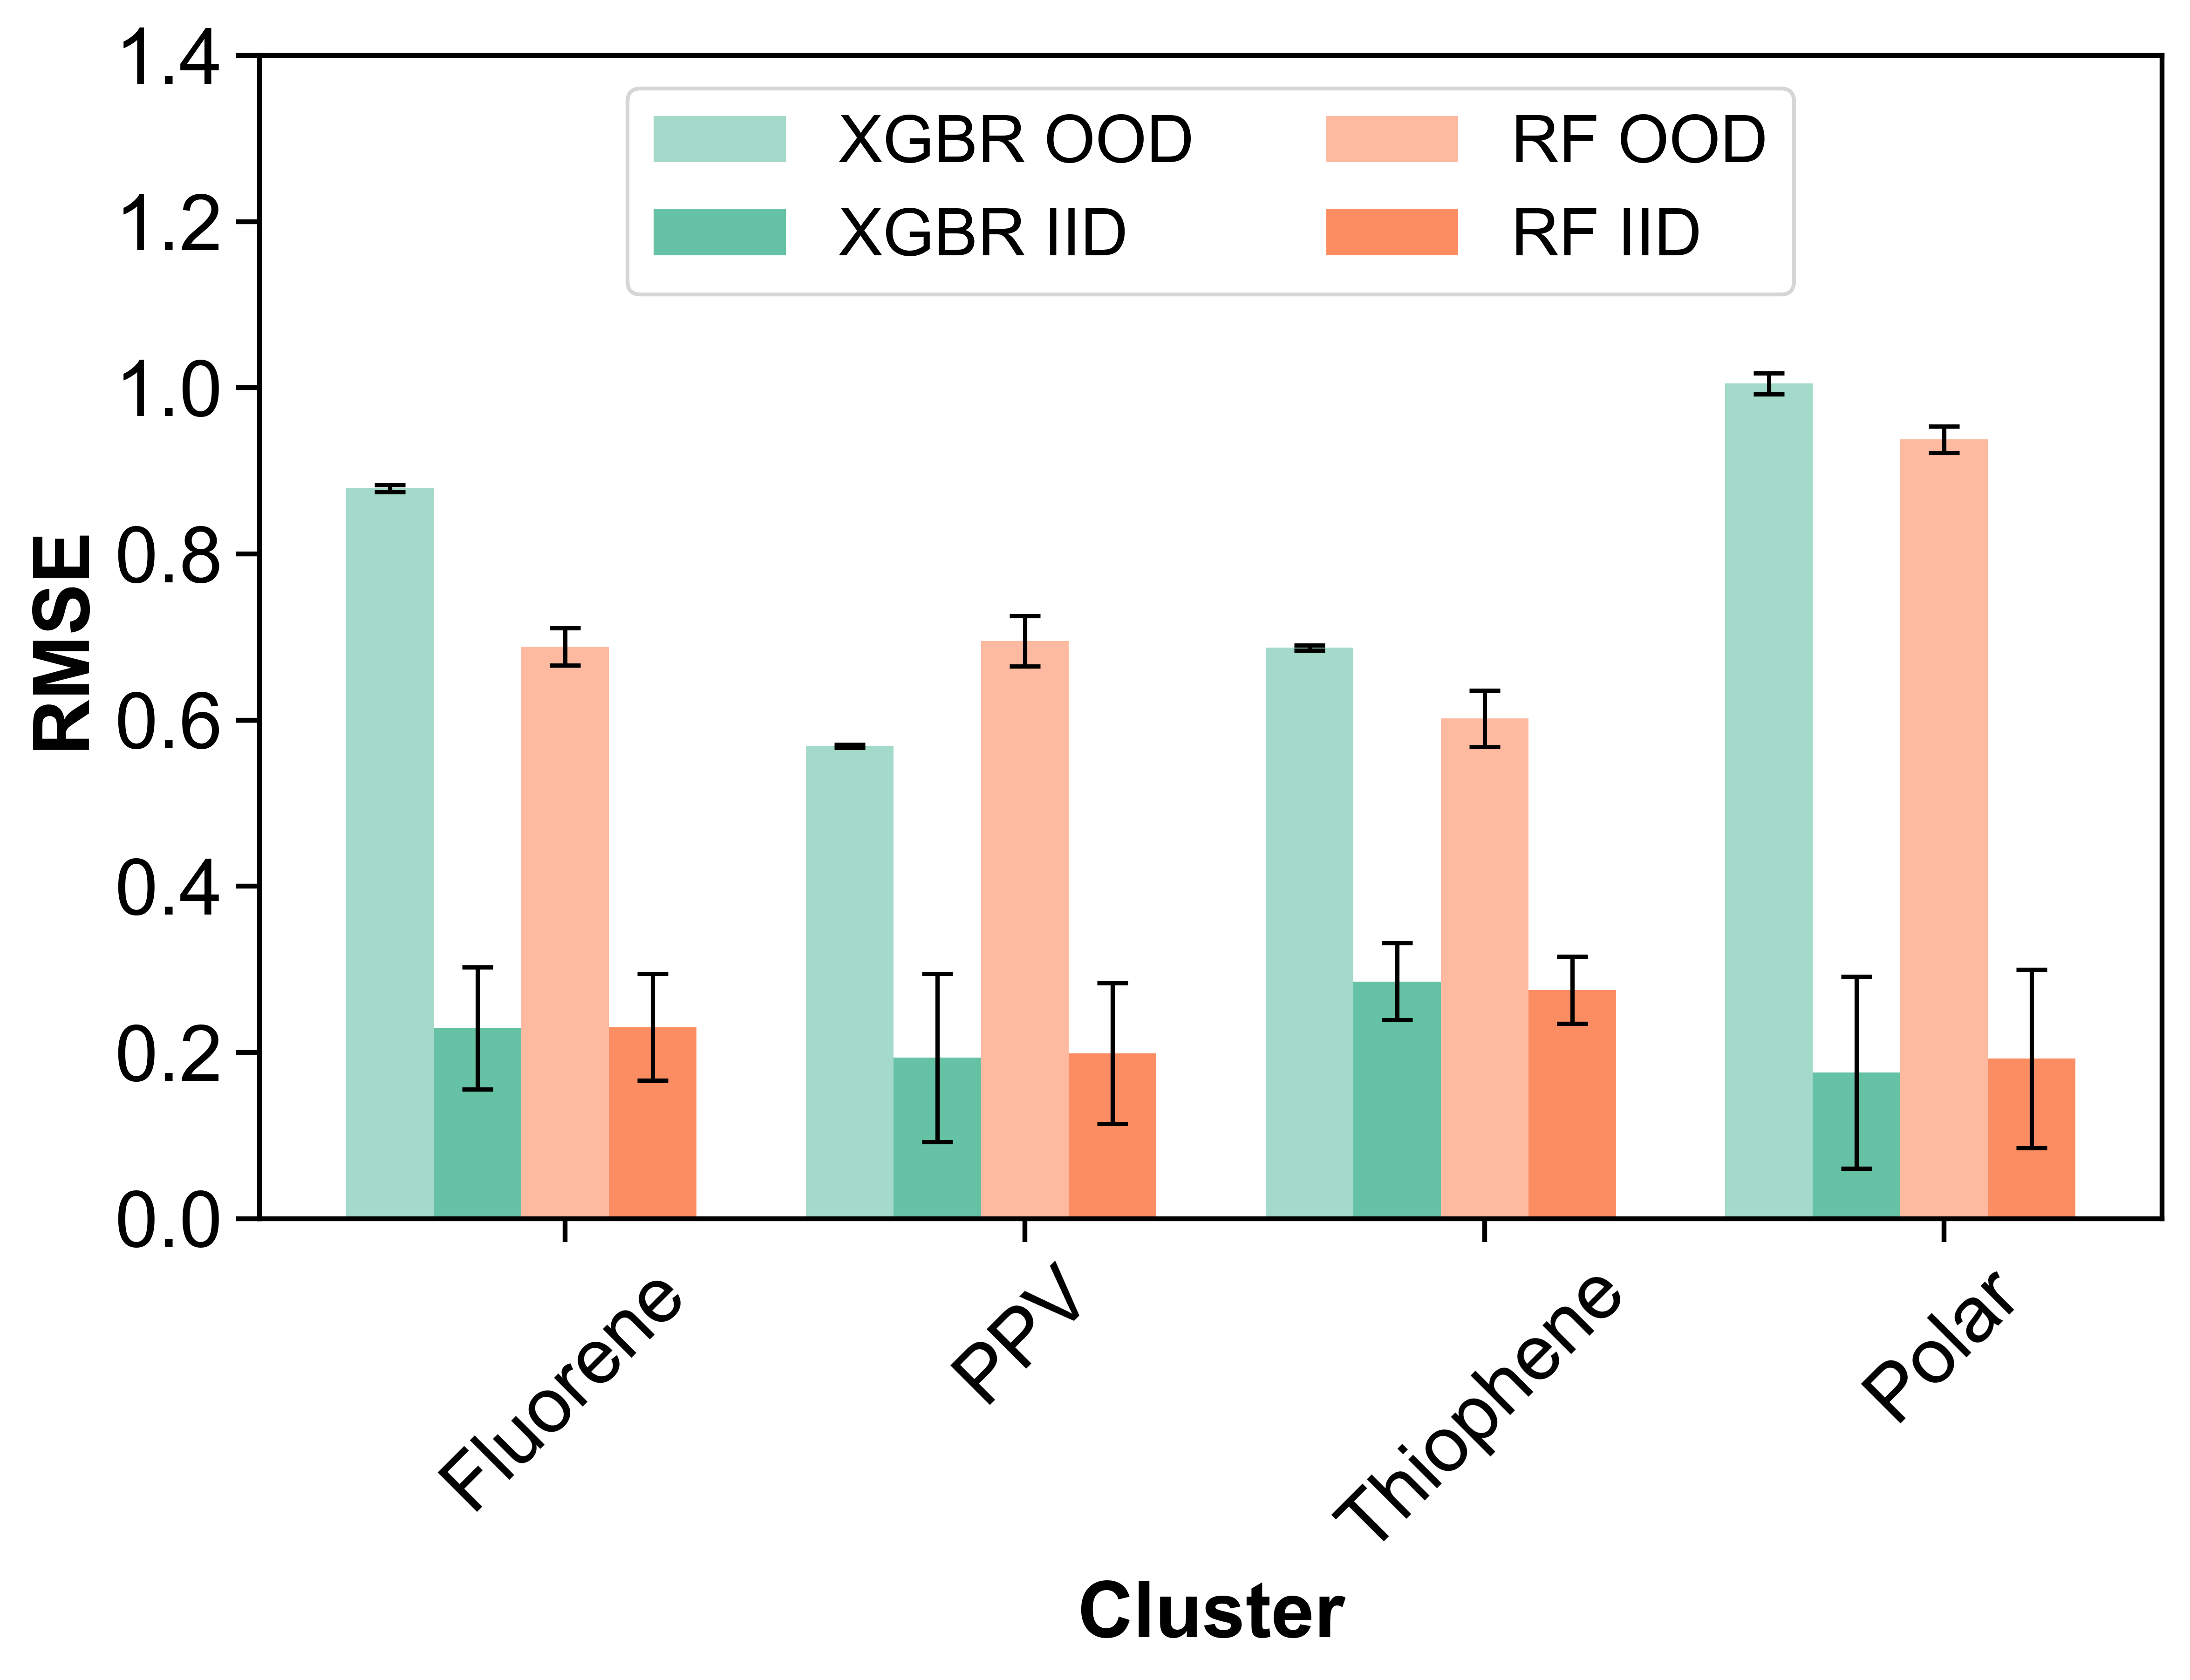 1.4
1.2
1.0
0.8
0.6
0.4
0.2
0.0
RMSE
XGBR OOD
XGBR IID
RF OOD
RF IID
Fluorene
PPV
Thiophene
Polar
Cluster